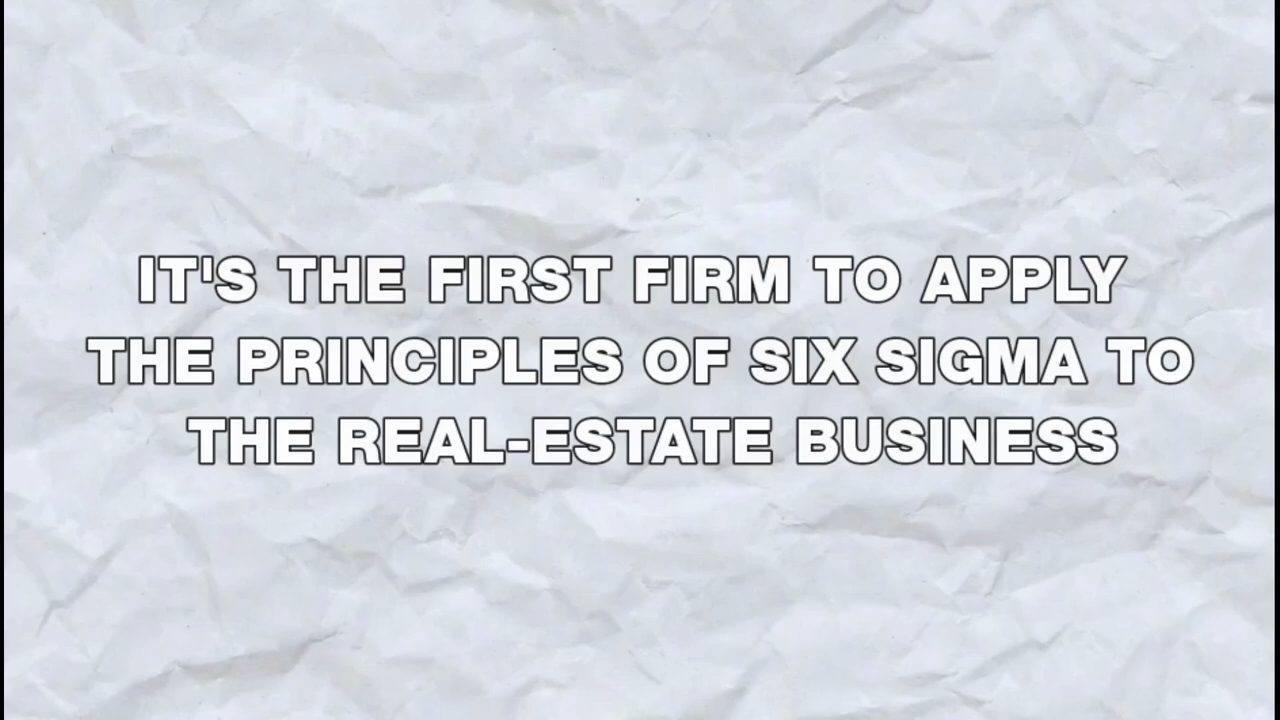 IT'S THE FIRST FIRM TO APPLY
THE PRINCIPLES OF SIX SIGMA TO
THE REAL-ESTATE BUSINESS